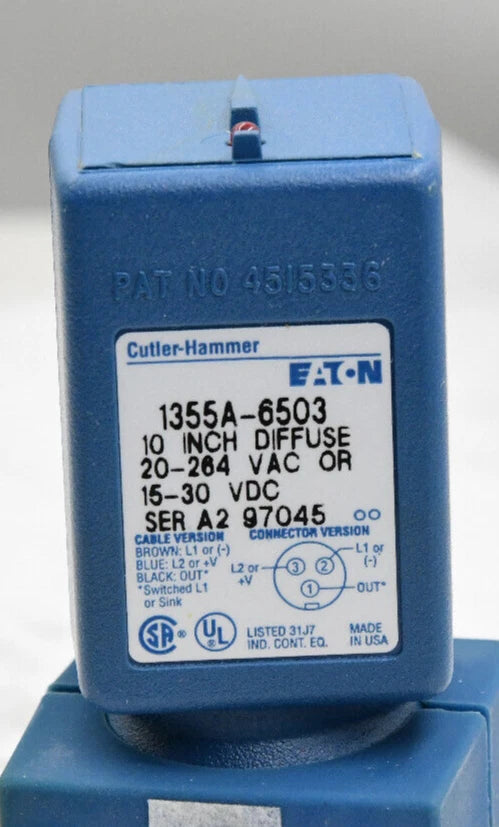 PAT NO 4515336
Cutler-Hammer
EATON
1355A-6503
10 INCH DIFFUSE
20-264 VAC OR
15-30 VDC
SER A2 97045
CABLE VERSION
BROWN: L1 or (-)
BLUE: L2 or +V
BLACK: OUT*
*Switched L1
or Sink
CONNECTOR VERSION
L2 or
+V
3
2
1
L1 or
(-)
OUT*
SA ®
UL ®
LISTED 31J7
IND. CONT. EQ.
MADE
IN USA